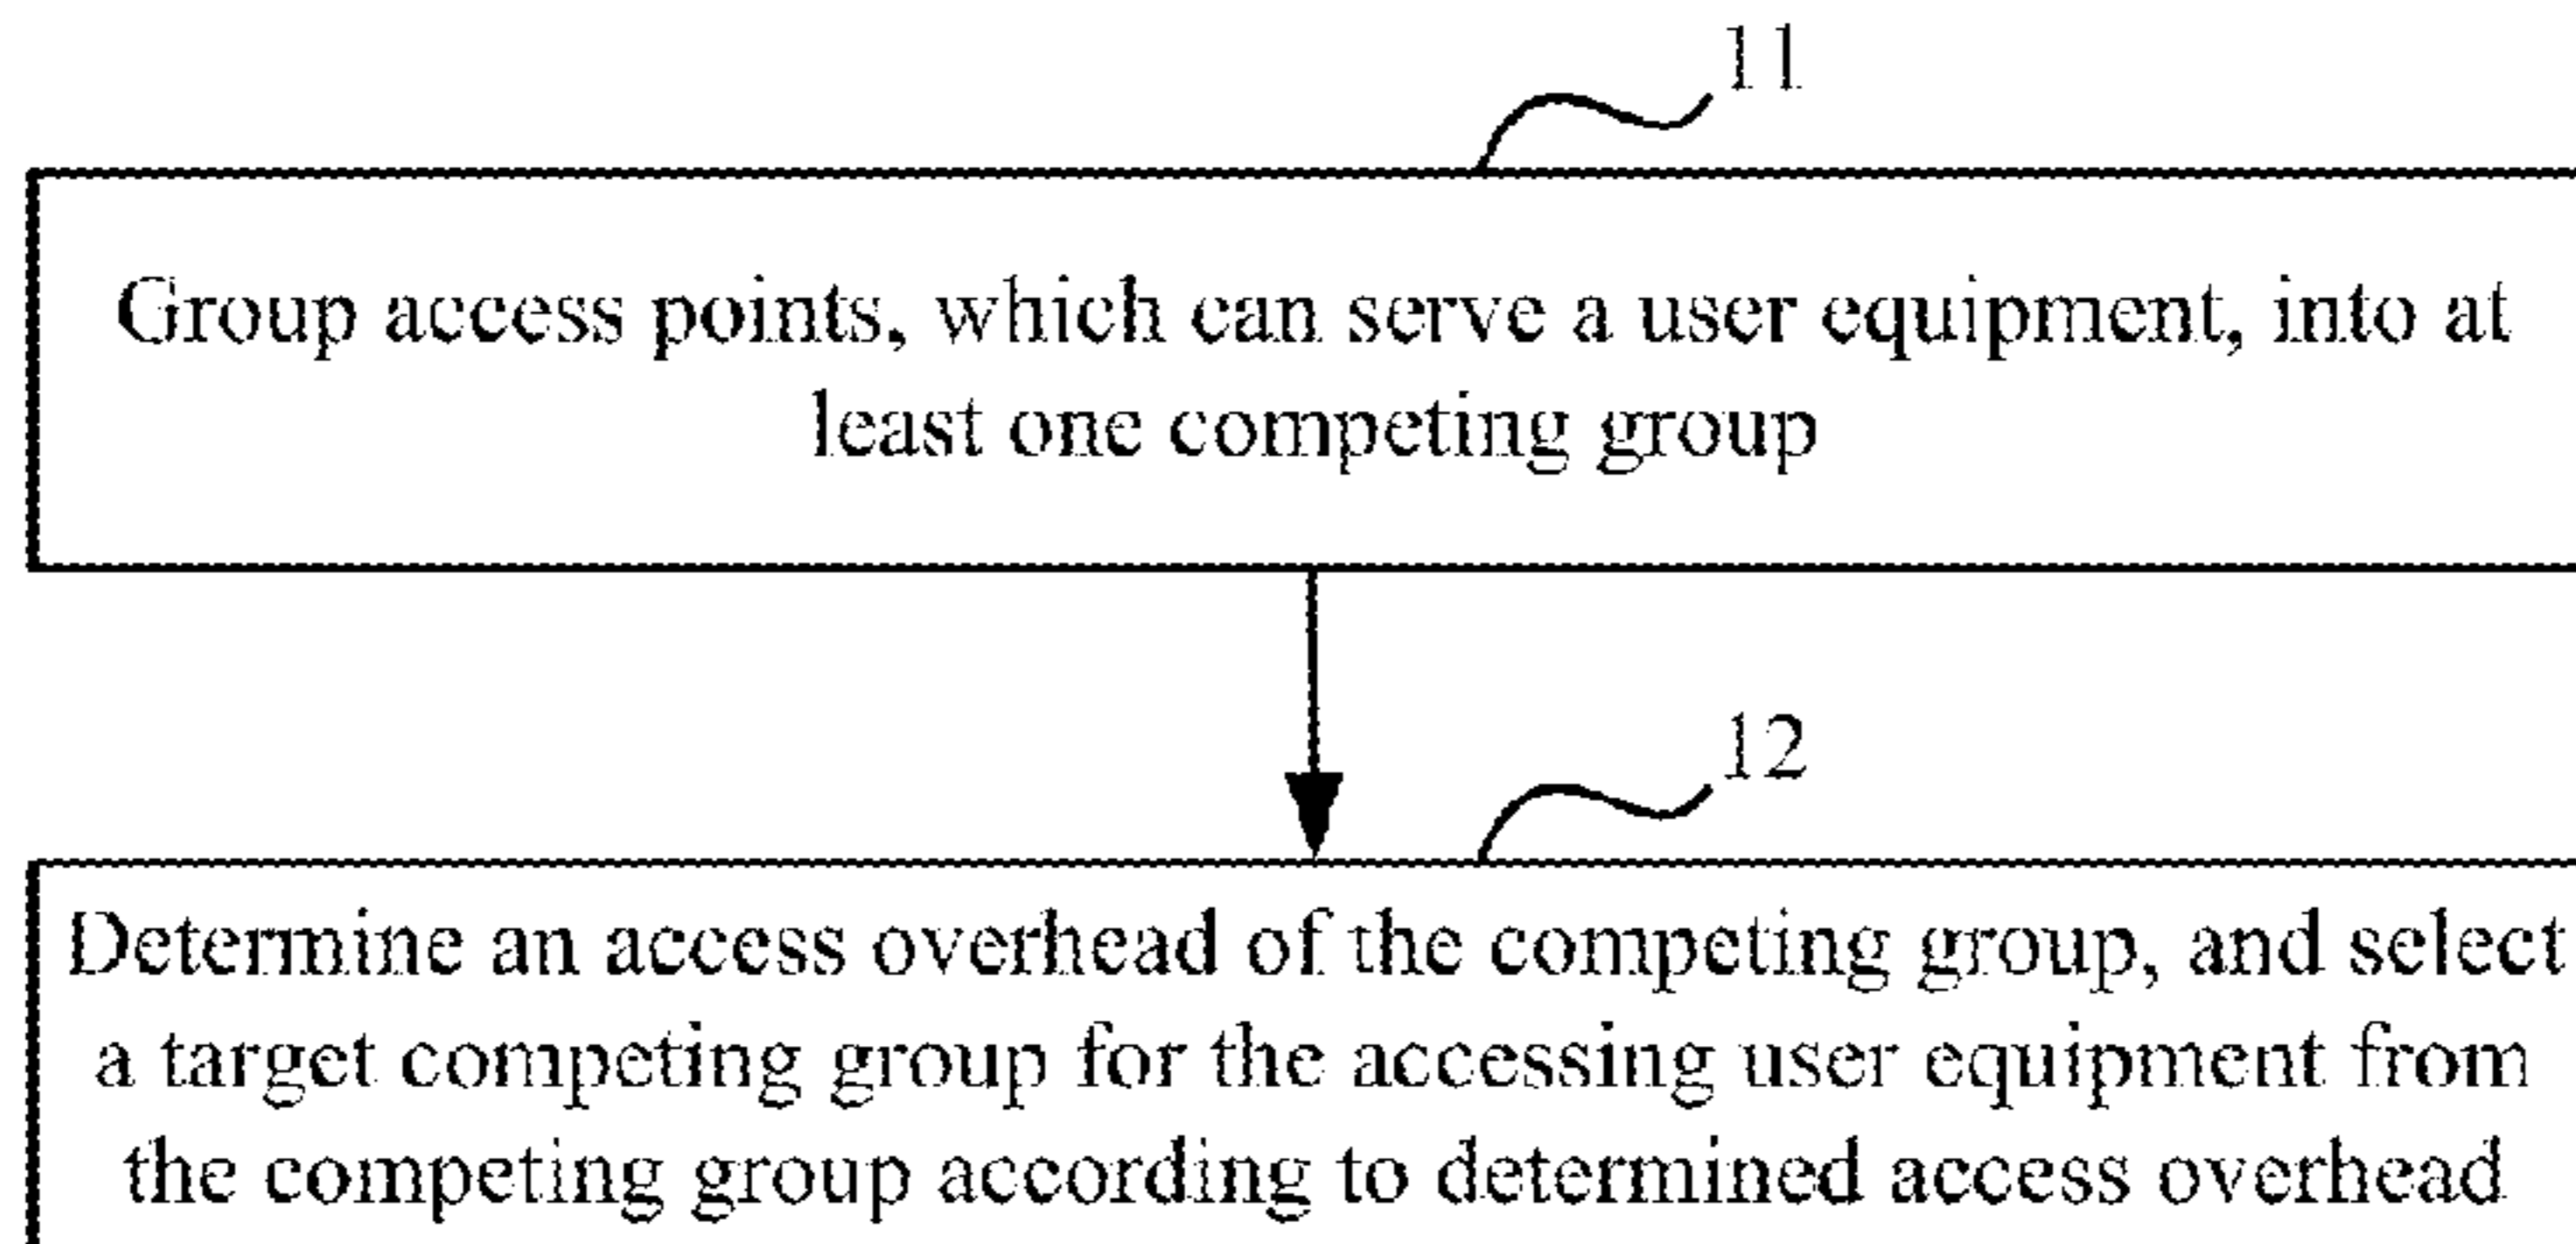 11
Group access points, which can serve a user equipment, into at
least one competing group
12
Determine an access overhead of the competing group, and select
a target competing group for the accessing user equipment from
the competing group according to determined access overhead